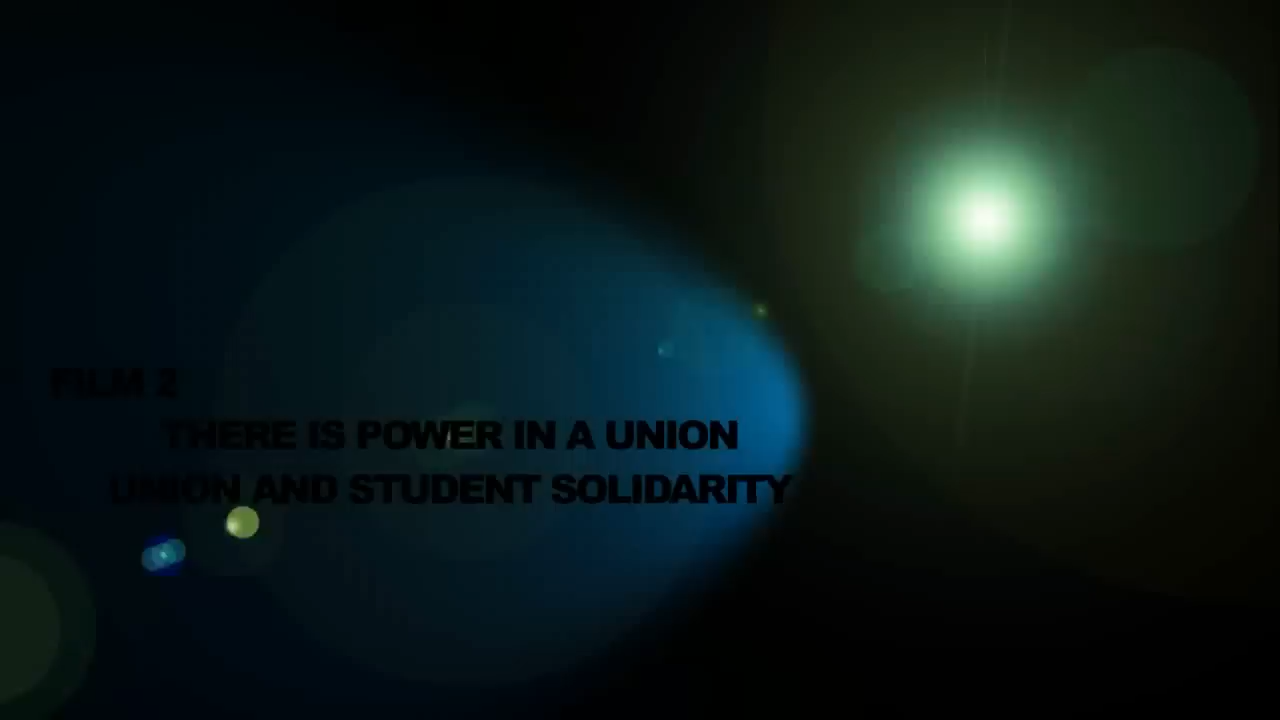 FILM 2
THERE IS POWER IN A UNION
UNION AND STUDENT SOLIDARITY